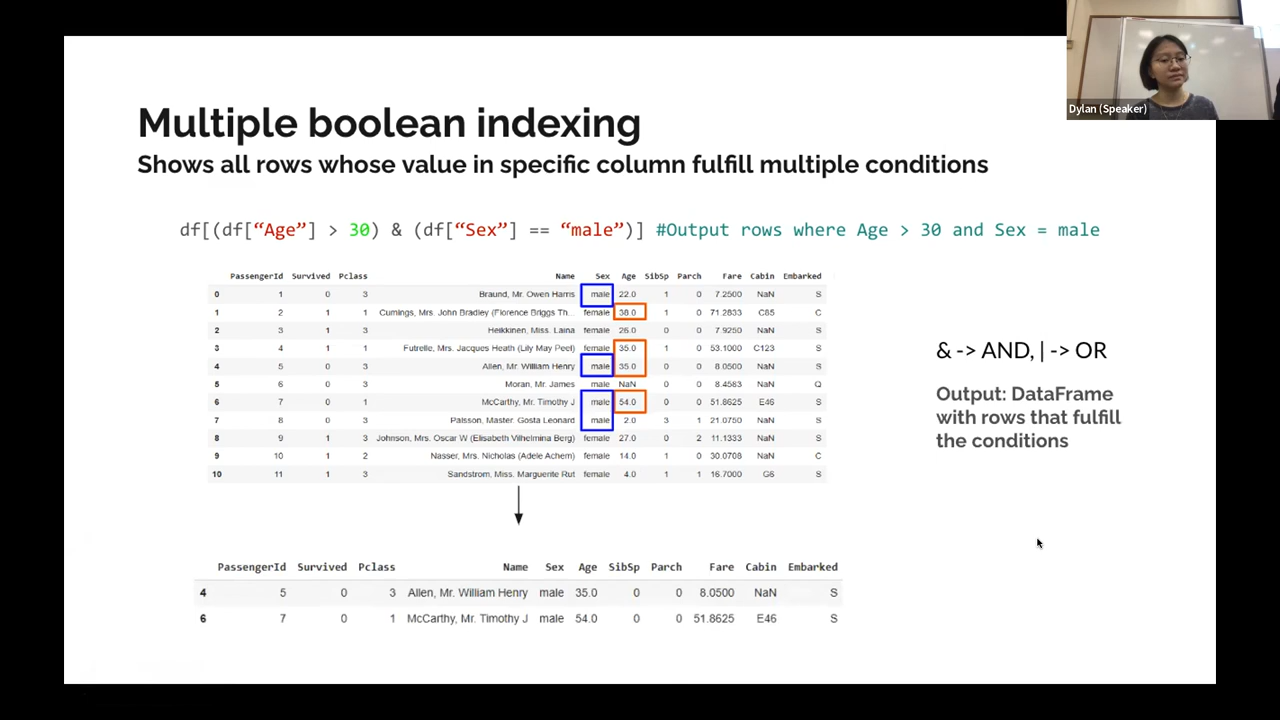 Dylan (Speaker)
Multiple boolean indexing
Shows all rows whose value in specific column fulfill multiple conditions
df[(df[“Age”] > 30) & (df[“Sex”] == “male”)] #Output rows where Age > 30 and Sex = male
PassengerId Survived Pclass Name Sex Age SibSp Parch Fare Cabin Embarked
0 1 0 3 Braund, Mr. Owen Harris male 22.0 1 0 7.2500 NaN S
1 2 1 1 Cumings, Mrs. John Bradley (Florence Briggs Th... female 38.0 1 0 71.2833 C85 C
2 3 1 3 Heikkinen, Miss. Laina female 26.0 0 0 7.9250 NaN S
3 4 1 1 Futrelle, Mrs. Jacques Heath (Lily May Peel) female 35.0 1 0 53.1000 C123 S
4 5 0 3 Allen, Mr. William Henry male 35.0 0 0 8.0500 NaN S
5 6 0 3 Moran, Mr. James male NaN 0 0 8.4583 NaN Q
6 7 0 1 McCarthy, Mr. Timothy J male 54.0 0 0 51.8625 E46 S
7 8 0 3 Palsson, Master. Gosta Leonard male 2.0 3 1 21.0750 NaN S
8 9 1 3 Johnson, Mrs. Oscar W (Elisabeth Vilhelmina Berg) female 27.0 0 2 11.1333 NaN S
9 10 1 2 Nasser, Mrs. Nicholas (Adele Achem) female 14.0 1 0 30.0708 NaN C
10 11 1 3 Sandstrom, Miss. Marguerite Rut female 4.0 1 1 16.7000 G6 S
& -> AND, | -> OR
Output: DataFrame
with rows that fulfill
the conditions
PassengerId Survived Pclass Name Sex Age SibSp Parch Fare Cabin Embarked
4 5 0 3 Allen, Mr. William Henry male 35.0 0 0 8.0500 NaN S
6 7 0 1 McCarthy, Mr. Timothy J male 54.0 0 0 51.8625 E46 S